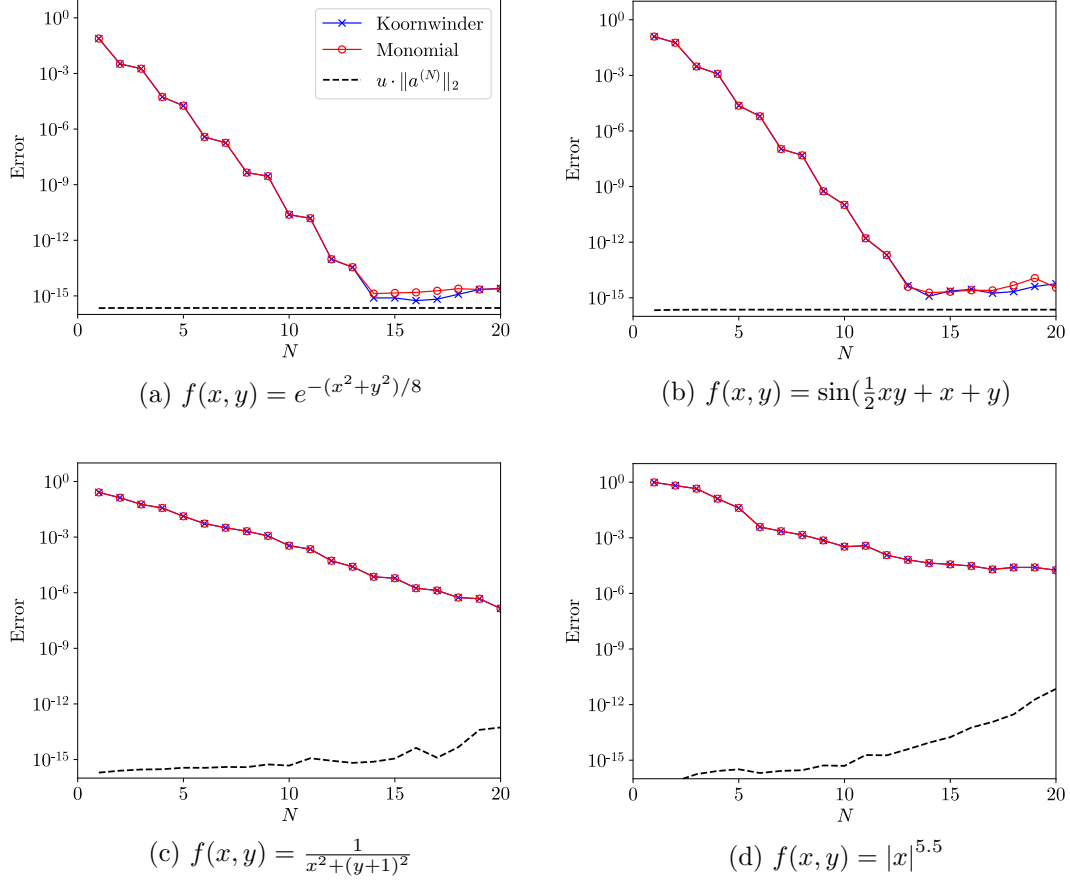 10^0
10^{-3}
10^{-6}
10^{-9}
10^{-12}
10^{-15}
Error
0 5 10 15 20
N
Koornwinder
Monomial
u · ‖a^{(N)}‖_2
(a) f(x, y) = e^{-(x^2+y^2)/8}
10^0
10^{-3}
10^{-6}
10^{-9}
10^{-12}
10^{-15}
Error
0 5 10 15 20
N
(b) f(x, y) = sin(\frac{1}{2}xy + x + y)
10^0
10^{-3}
10^{-6}
10^{-9}
10^{-12}
10^{-15}
Error
0 5 10 15 20
N
(c) f(x, y) = \frac{1}{x^2+(y+1)^2}
10^0
10^{-3}
10^{-6}
10^{-9}
10^{-12}
10^{-15}
Error
0 5 10 15 20
N
(d) f(x, y) = |x|^{5.5}